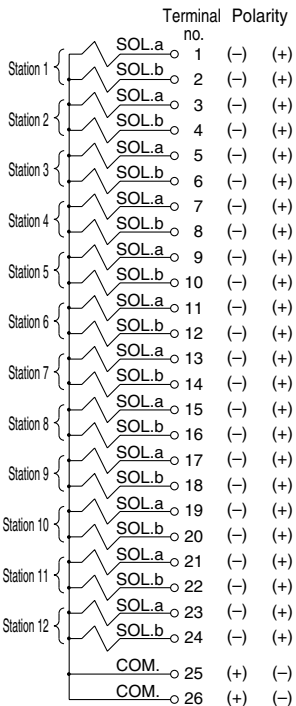 Terminal no. Polarity
Station 1 SOL.a 1 (–) (+)
SOL.b 2 (–) (+)
Station 2 SOL.a 3 (–) (+)
SOL.b 4 (–) (+)
Station 3 SOL.a 5 (–) (+)
SOL.b 6 (–) (+)
Station 4 SOL.a 7 (–) (+)
SOL.b 8 (–) (+)
Station 5 SOL.a 9 (–) (+)
SOL.b 10 (–) (+)
Station 6 SOL.a 11 (–) (+)
SOL.b 12 (–) (+)
Station 7 SOL.a 13 (–) (+)
SOL.b 14 (–) (+)
Station 8 SOL.a 15 (–) (+)
SOL.b 16 (–) (+)
Station 9 SOL.a 17 (–) (+)
SOL.b 18 (–) (+)
Station 10 SOL.a 19 (–) (+)
SOL.b 20 (–) (+)
Station 11 SOL.a 21 (–) (+)
SOL.b 22 (–) (+)
Station 12 SOL.a 23 (–) (+)
SOL.b 24 (–) (+)
COM. 25 (+) (–)
COM. 26 (+) (–)